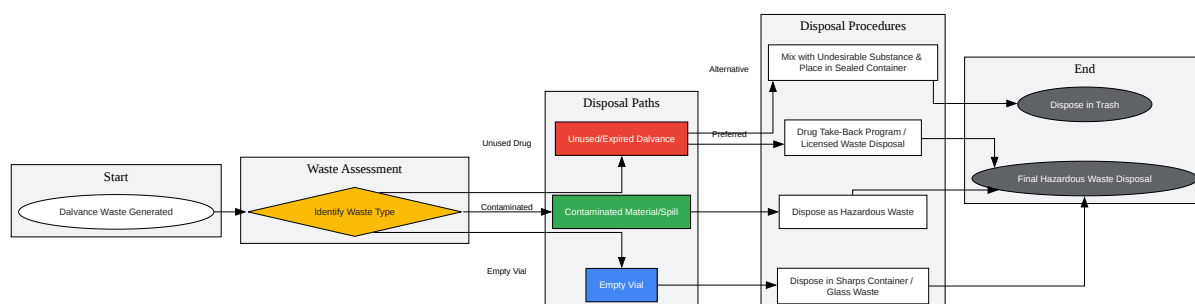 Start
Dalvance Waste Generated
Waste Assessment
Identify Waste Type
Unused Drug
Contaminated
Empty Vial
Disposal Paths
Unused/Expired Dalvance
Contaminated Material/Spill
Empty Vial
Alternative
Preferred
Disposal Procedures
Mix with Undesirable Substance &
Place in Sealed Container
Drug Take-Back Program /
Licensed Waste Disposal
Dispose as Hazardous Waste
Dispose in Sharps Container /
Glass Waste
End
Dispose in Trash
Final Hazardous Waste Disposal